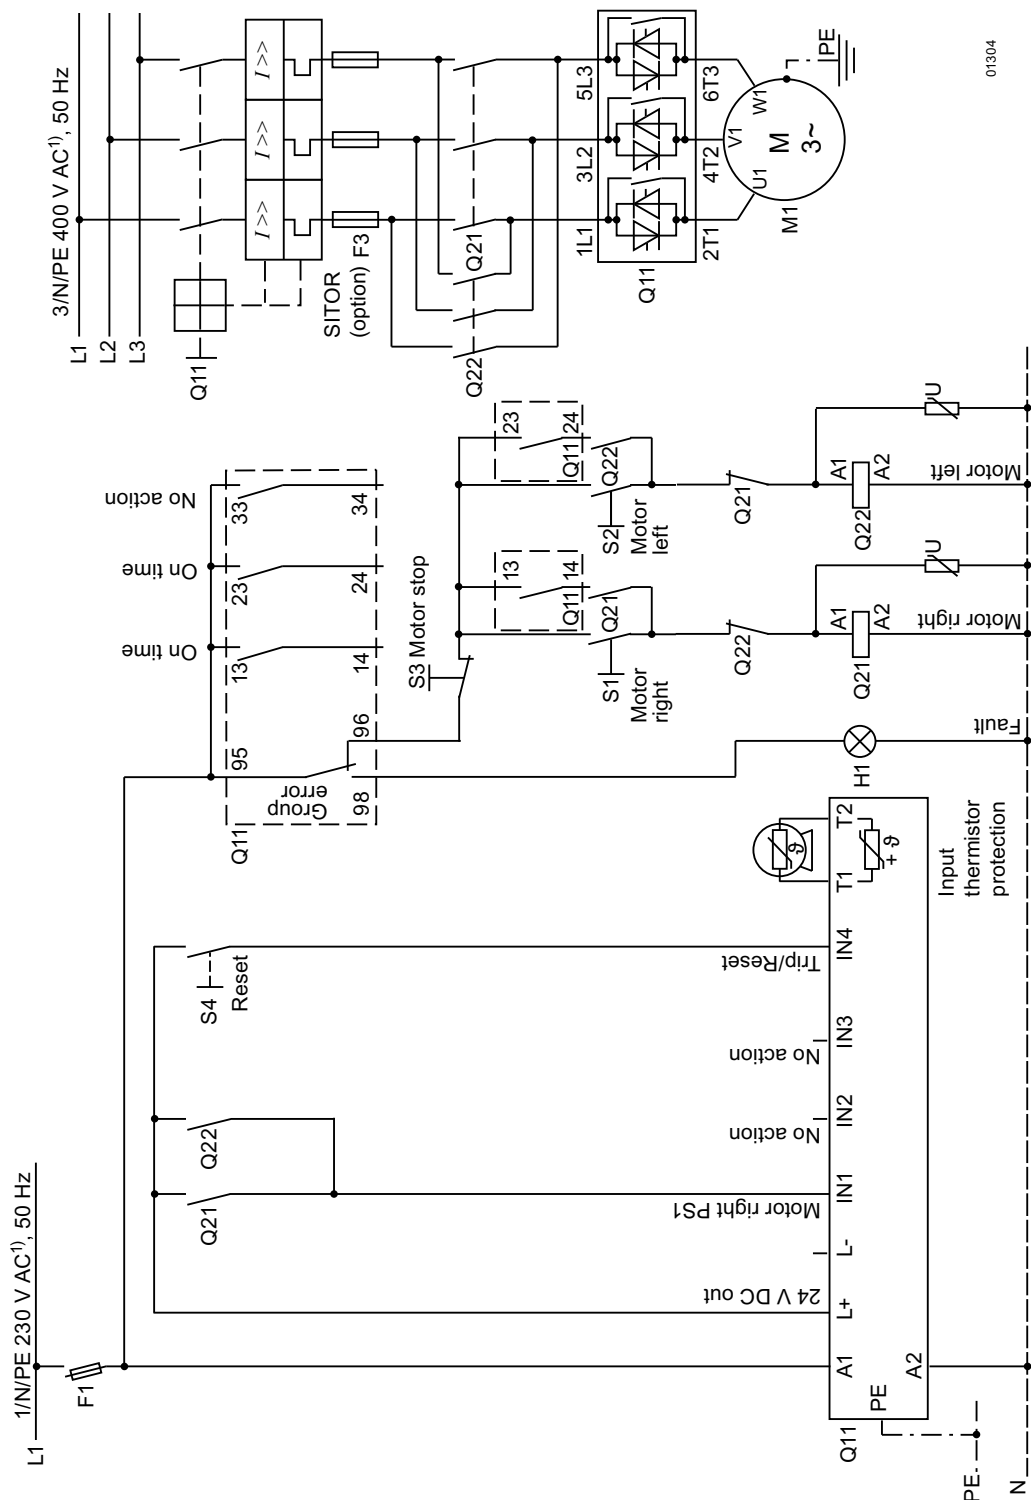 1/N/PE 230 V AC1), 50 Hz
L1
F1
Q21
Q22
S4
Reset
Q11
95
Group
error
98
96
13
14
On time
23
24
On time
33
34
No action
S3 Motor stop
13
Q11
14
S1
Q21
Motor
right
23
Q11
24
S2
Q22
Motor
left
Q22
Q21
24 V DC out
Motor right PS1
No action
No action
Trip/Reset
Q11
PE
A1
L+
L-
IN1
IN2
IN3
IN4
T1
T2
A2
ϑ
+ ϑ
Input
thermistor
protection
H1
Fault
Q21
A1
A2
Motor right
U
Q22
A1
A2
Motor left
U
PE
N
3/N/PE 400 V AC1), 50 Hz
L1
L2
L3
Q11
I >>
I >>
I >>
SITOR
(option) F3
Q21
Q22
1L1
3L2
5L3
Q11
2T1
4T2
6T3
U1
V1
W1
M
3~
M1
PE
01304